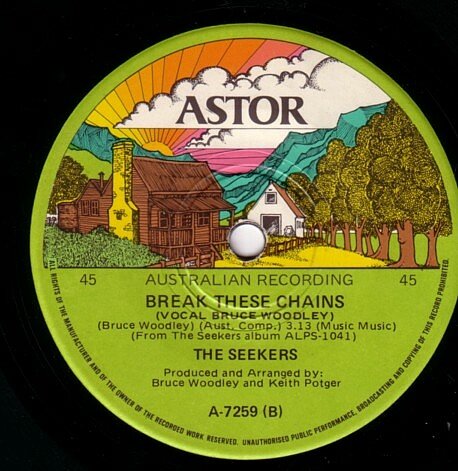 ASTOR
45 AUSTRALIAN RECORDING 45
BREAK THESE CHAINS
(VOCAL BRUCE WOODLEY)
(Bruce Woodley) (Aust. Comp.) 3.13 (Music Music)
(From The Seekers album ALPS-1041)
THE SEEKERS
Produced and Arranged by:
Bruce Woodley and Keith Potger
A-7259 (B)
ALL RIGHTS OF THE MANUFACTURER AND OF THE OWNER OF THE RECORDED WORK RESERVED. UNAUTHORISED PUBLIC PERFORMANCE, BROADCASTING AND COPYING OF THIS RECORD PROHIBITED.